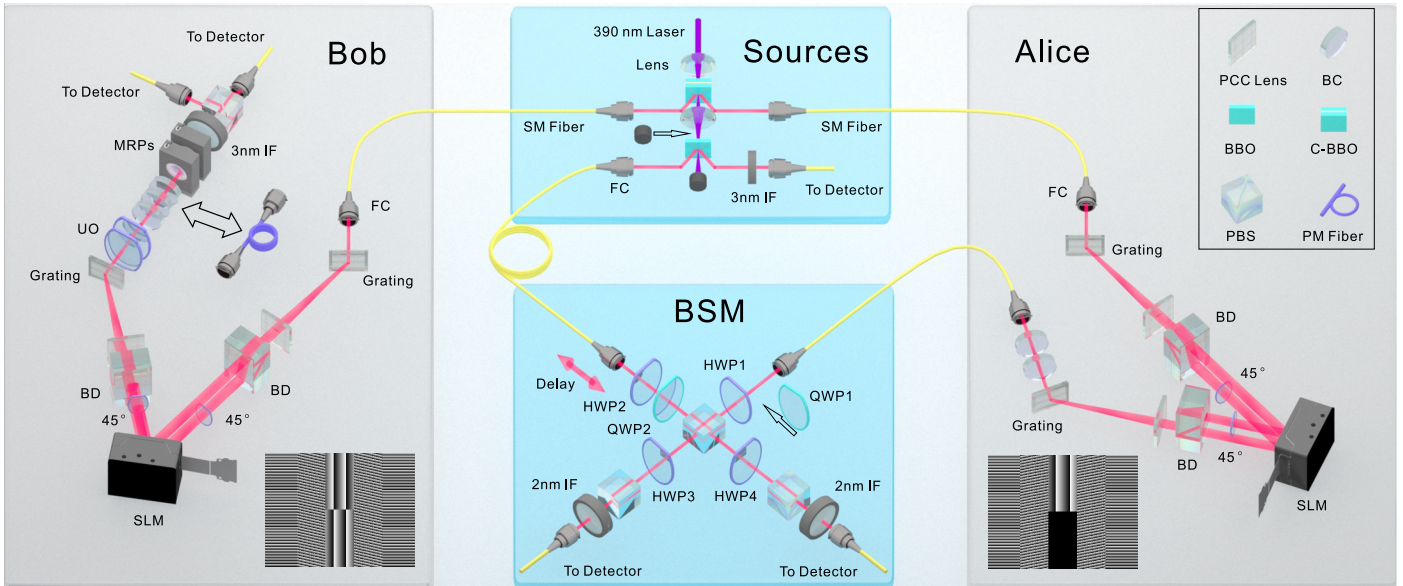 Bob
To Detector
To Detector
MRPs
3nm IF
UO
FC
Grating
Grating
BD
BD
45°
45°
SLM
Sources
390 nm Laser
Lens
SM Fiber
SM Fiber
FC
3nm IF
To Detector
BSM
Delay
HWP1
HWP2
QWP1
QWP2
HWP3
HWP4
2nm IF
2nm IF
To Detector
To Detector
Alice
FC
Grating
BD
45°
Grating
45°
BD
SLM
PCC Lens
BC
BBO
C-BBO
PBS
PM Fiber